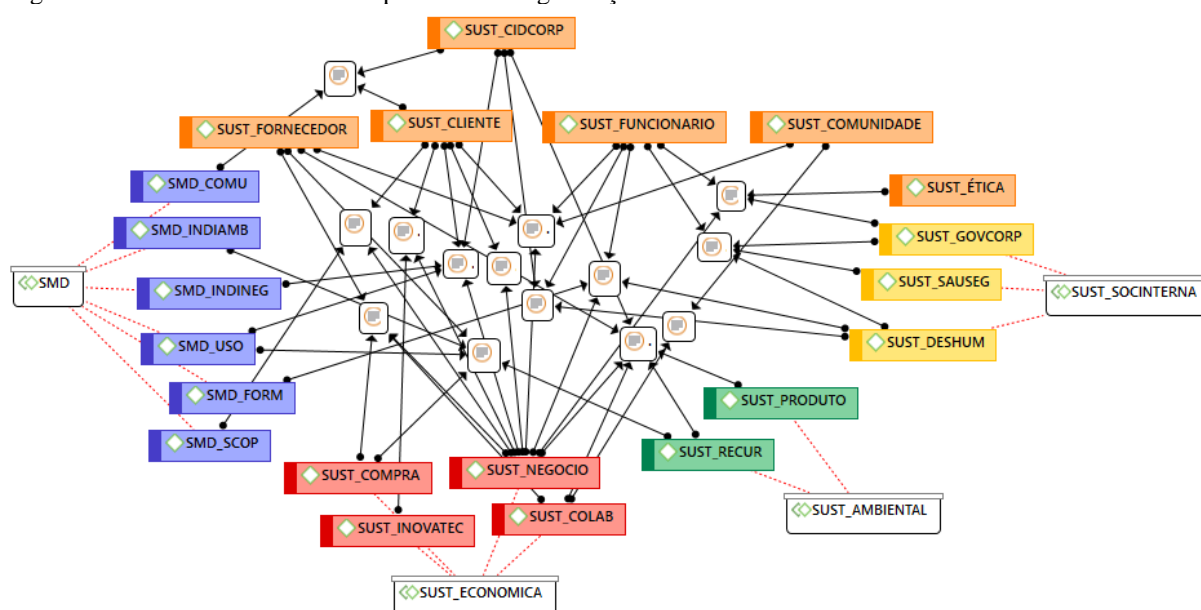 SUST_CIDCORP
SUST_FORNECEDOR
SUST_CLIENTE
SUST_FUNCIONARIO
SUST_COMUNIDADE
SMD_COMU
SUST_ÉTICA
SMD_INDIAMB
SUST_GOVCORP
SMD
SMD_INDINEG
SUST_SAUSEG
SUST_SOCINTERNA
SMD_USO
SUST_DESHUM
SMD_FORM
SUST_PRODUTO
SMD_SCOP
SUST_RECUR
SUST_COMPRA
SUST_NEGOCIO
SUST_AMBIENTAL
SUST_INOVATEC
SUST_COLAB
SUST_ECONOMICA